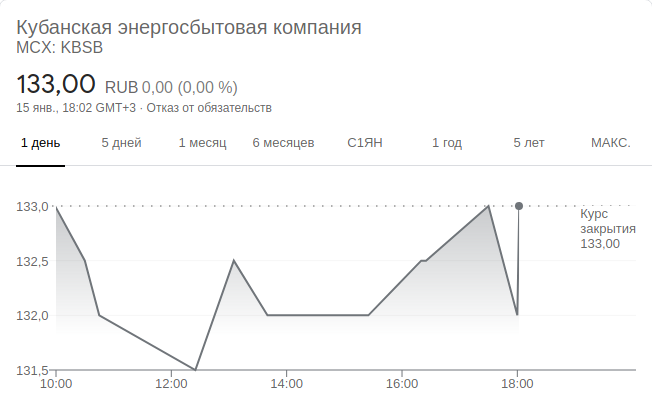 Кубанская энергосбытовая компания
MCX: KBSB
133,00 RUB 0,00 (0,00 %)
15 янв., 18:02 GMT+3 · Отказ от обязательств
1 день 5 дней 1 месяц 6 месяцев С1ЯН 1 год 5 лет МАКС.
133,0
132,5
132,0
131,5
Курс
закрытия
133,00
10:00 12:00 14:00 16:00 18:00